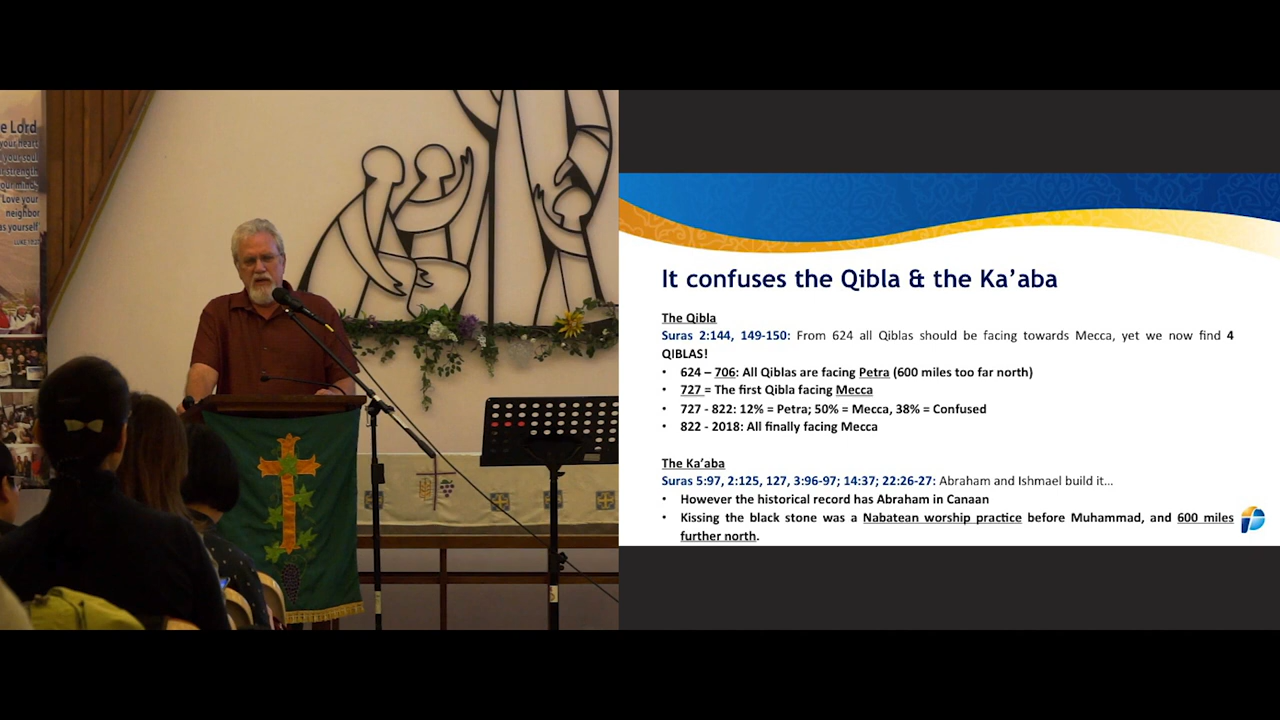 e Lord
your heart
your soul
strength
our mind;
'Love your
neighbor
as yourself
LUKE 10:27
It confuses the Qibla & the Ka'aba
The Qibla
Suras 2:144, 149-150: From 624 all Qiblas should be facing towards Mecca, yet we now find 4
QIBLAS!
• 624 – 706: All Qiblas are facing Petra (600 miles too far north)
• 727 = The first Qibla facing Mecca
• 727 - 822: 12% = Petra; 50% = Mecca, 38% = Confused
• 822 - 2018: All finally facing Mecca
The Ka'aba
Suras 5:97, 2:125, 127, 3:96-97; 14:37; 22:26-27: Abraham and Ishmael build it…
• However the historical record has Abraham in Canaan
• Kissing the black stone was a Nabatean worship practice before Muhammad, and 600 miles
further north.